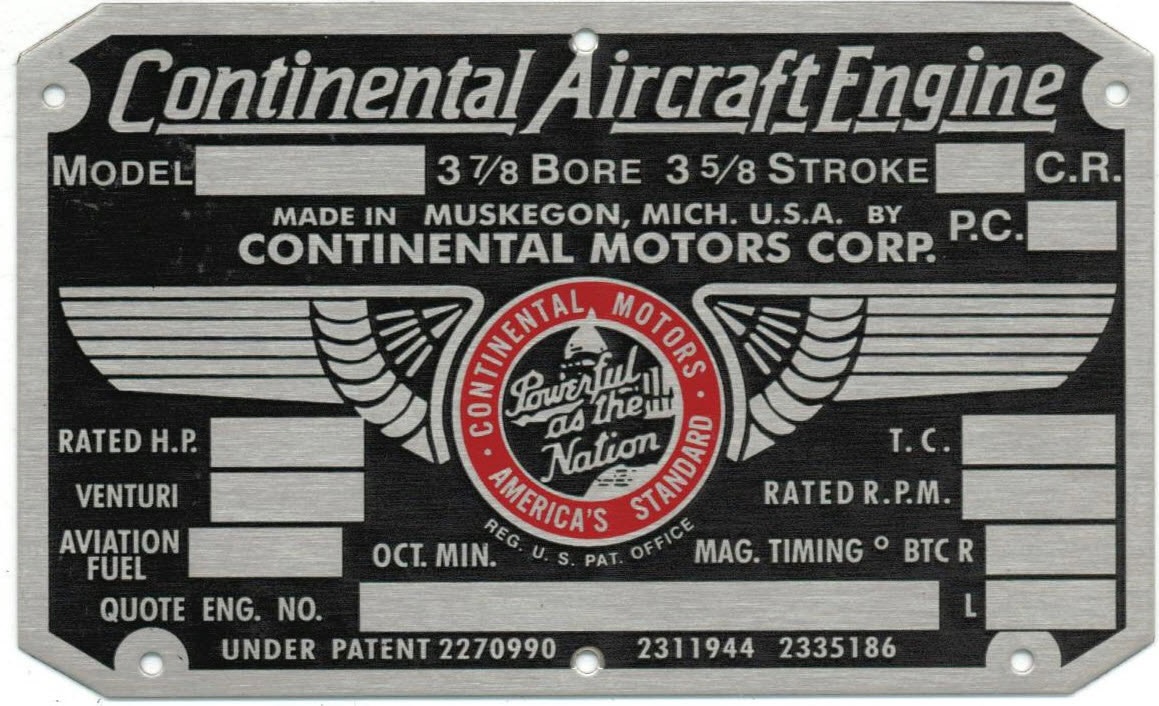 Continental Aircraft Engine
MODEL 3 7/8 BORE 3 5/8 STROKE C.R.
MADE IN MUSKEGON, MICH. U.S.A. BY
P.C.
CONTINENTAL MOTORS CORP.
CONTINENTAL MOTORS
Powerful
as the
Nation
AMERICA'S STANDARD
REG. U. S. PAT. OFFICE
RATED H.P.
T. C.
VENTURI
RATED R.P.M.
AVIATION
FUEL
OCT. MIN.
MAG. TIMING ° BTC R
QUOTE ENG. NO.
L
UNDER PATENT 2270990 2311944 2335186